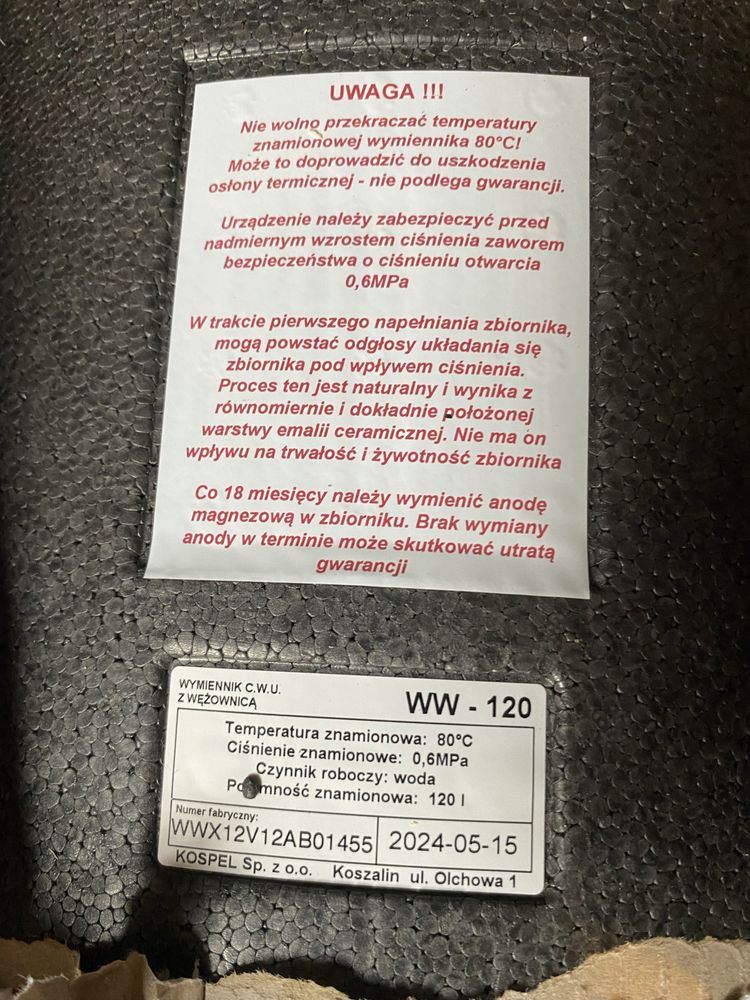 UWAGA !!!
Nie wolno przekraczać temperatury
znamionowej wymiennika 80°C!
Może to doprowadzić do uszkodzenia
osłony termicznej - nie podlega gwarancji.
Urządzenie należy zabezpieczyć przed
nadmiernym wzrostem ciśnienia zaworem
bezpieczeństwa o ciśnieniu otwarcia
0,6MPa
W trakcie pierwszego napełniania zbiornika,
mogą powstać odgłosy układania się
zbiornika pod wpływem ciśnienia.
Proces ten jest naturalny i wynika z
równomiernie i dokładnie położonej
warstwy emalii ceramicznej. Nie ma on
wpływu na trwałość i żywotność zbiornika
Co 18 miesięcy należy wymienić anodę
magnezową w zbiorniku. Brak wymiany
anody w terminie może skutkować utratą
gwarancji
WYMIENNIK C.W.U.
Z WĘŻOWNICĄ
WW - 120
Temperatura znamionowa: 80°C
Ciśnienie znamionowe: 0,6MPa
Czynnik roboczy: woda
Pojemność znamionowa: 120 l
Numer fabryczny:
WWX12V12AB01455
2024-05-15
KOSPEL Sp. z o.o. Koszalin ul. Olchowa 1